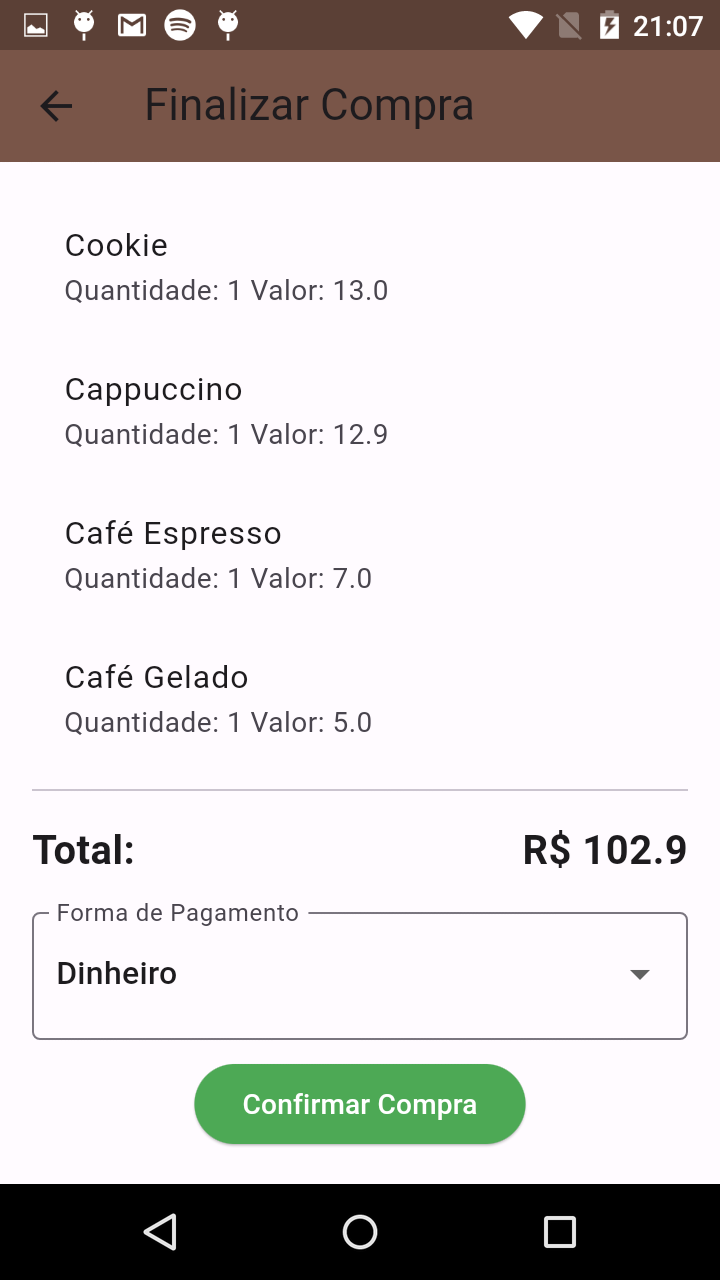 21:07
Finalizar Compra
Cookie
Quantidade: 1 Valor: 13.0
Cappuccino
Quantidade: 1 Valor: 12.9
Café Espresso
Quantidade: 1 Valor: 7.0
Café Gelado
Quantidade: 1 Valor: 5.0
Total: R$ 102.9
Forma de Pagamento
Dinheiro
Confirmar Compra